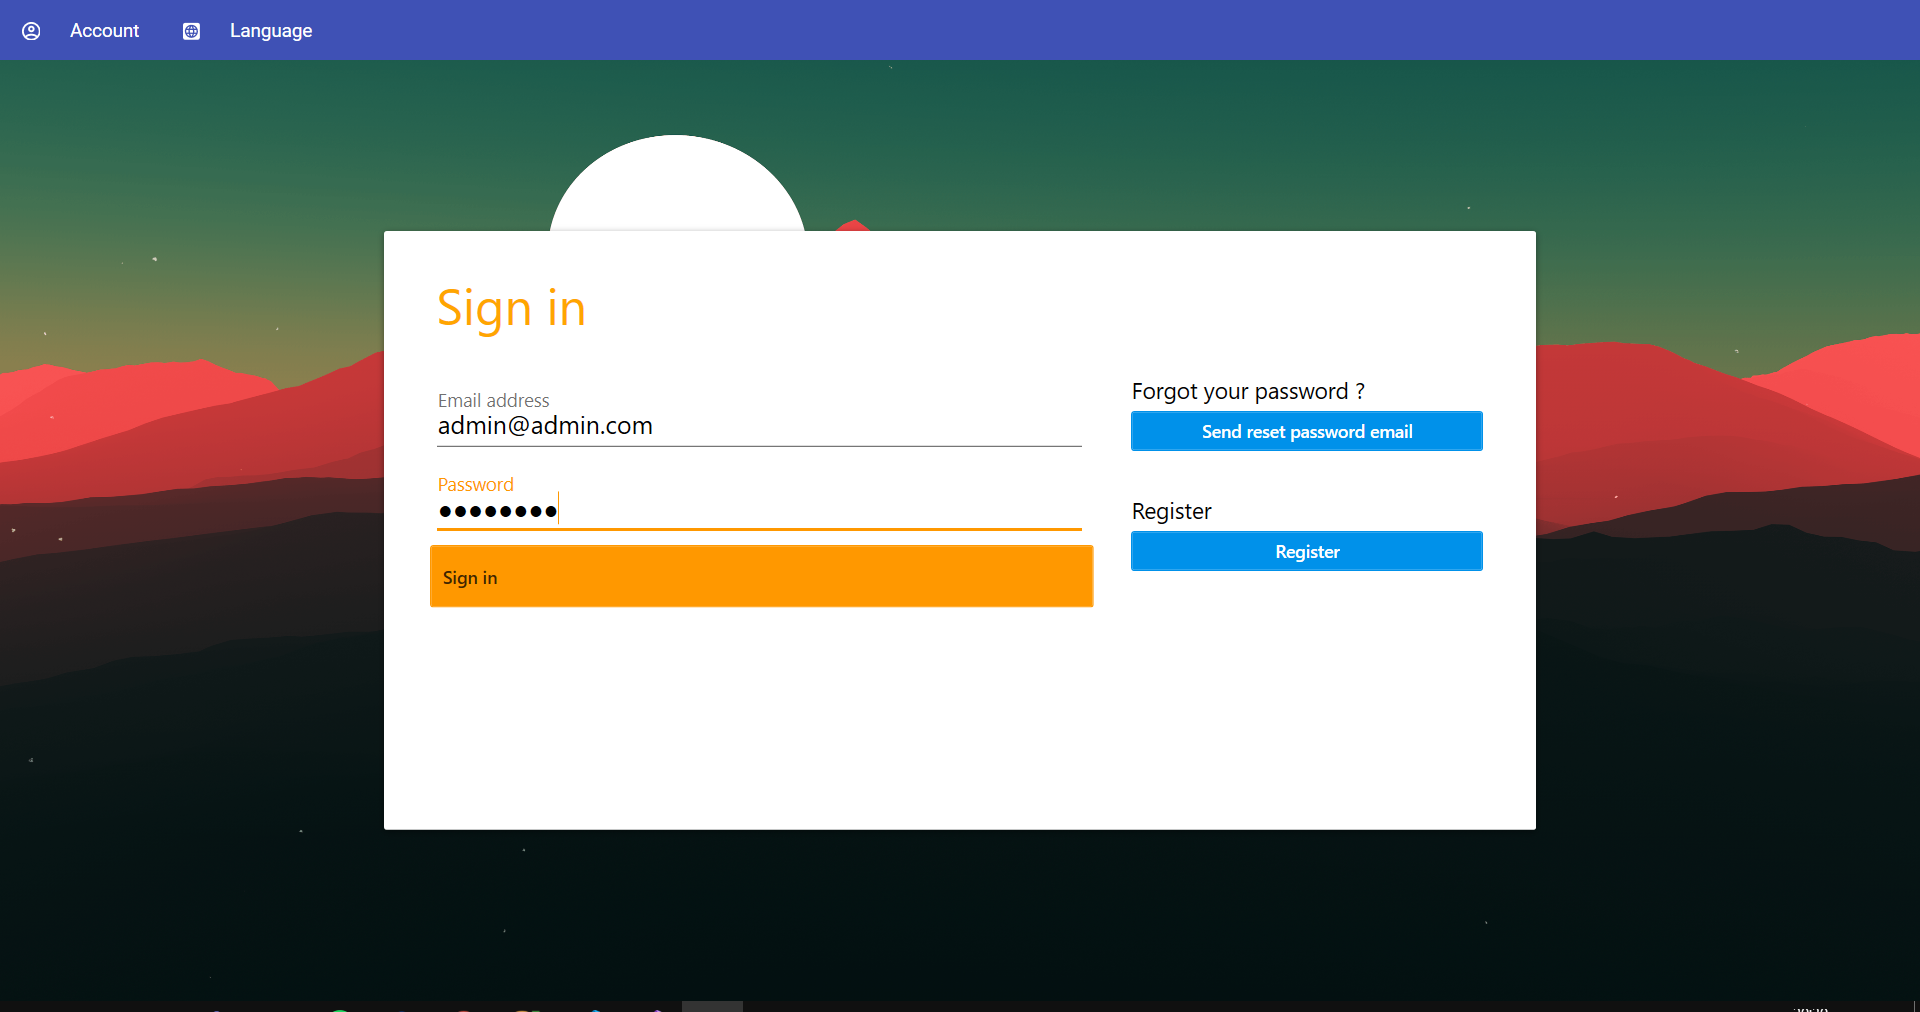 Account
Language
Sign in
Email address
admin@admin.com
Password
●●●●●●●●
Sign in
Forgot your password ?
Send reset password email
Register
Register